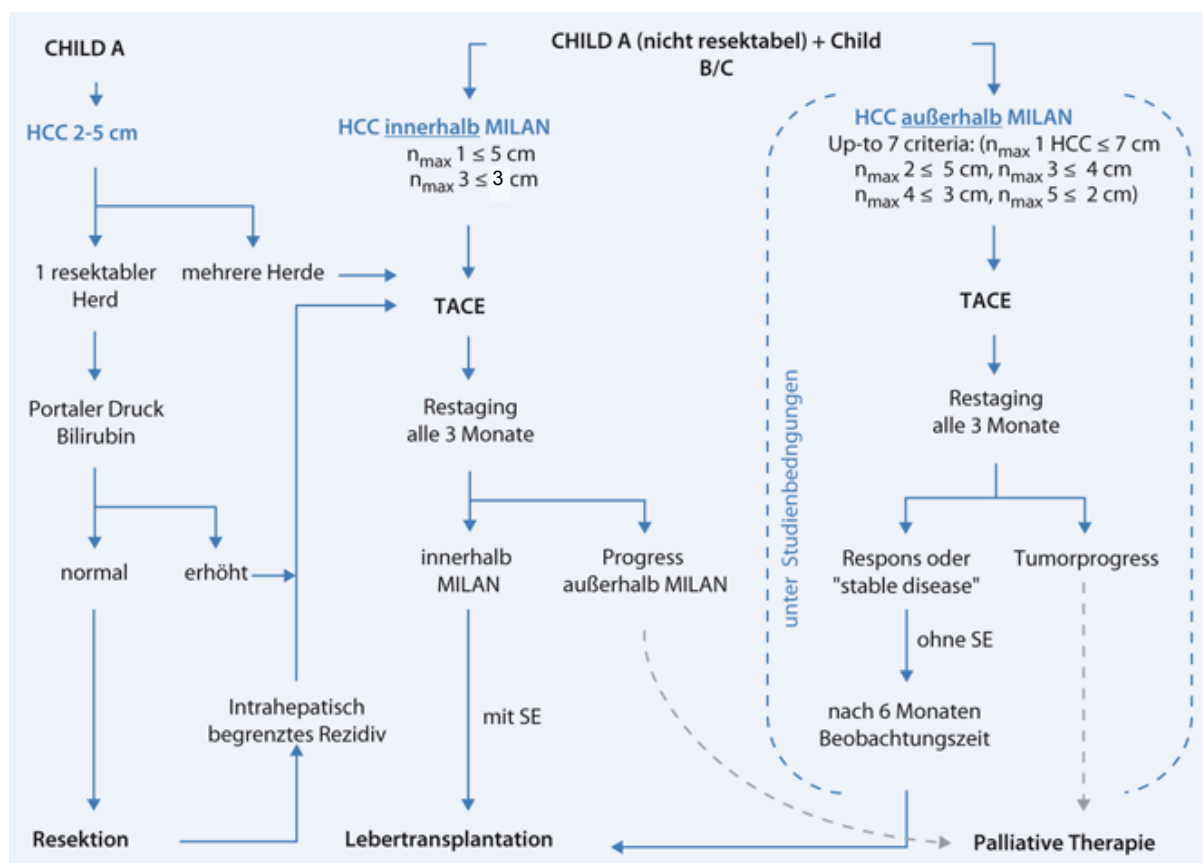 CHILD A
HCC 2-5 cm
1 resektabler
Herd
mehrere Herde
Portaler Druck
Bilirubin
normal
erhöht
Intrahepatisch
begrenztes Rezidiv
Resektion
CHILD A (nicht resektabel) + Child
B/C
HCC innerhalb MILAN
nmax 1 ≤ 5 cm
nmax 3 ≤ 3 cm
TACE
Restaging
alle 3 Monate
innerhalb
MILAN
Progress
außerhalb MILAN
mit SE
Lebertransplantation
HCC außerhalb MILAN
Up-to 7 criteria: (nmax 1 HCC ≤ 7 cm
nmax 2 ≤ 5 cm, nmax 3 ≤ 4 cm
nmax 4 ≤ 3 cm, nmax 5 ≤ 2 cm)
TACE
unter Studienbedngungen
Restaging
alle 3 Monate
Respons oder
"stable disease"
Tumorprogress
ohne SE
nach 6 Monaten
Beobachtungszeit
Palliative Therapie